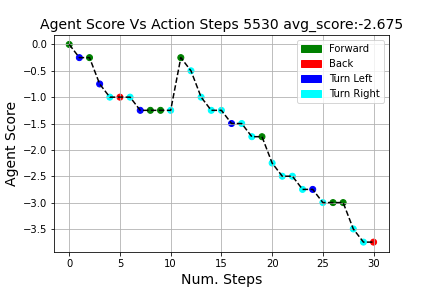 Agent Score Vs Action Steps 5530 avg_score:-2.675
Forward
Back
Turn Left
Turn Right
Agent Score
0.0
−0.5
−1.0
−1.5
−2.0
−2.5
−3.0
−3.5
0 5 10 15 20 25 30
Num. Steps